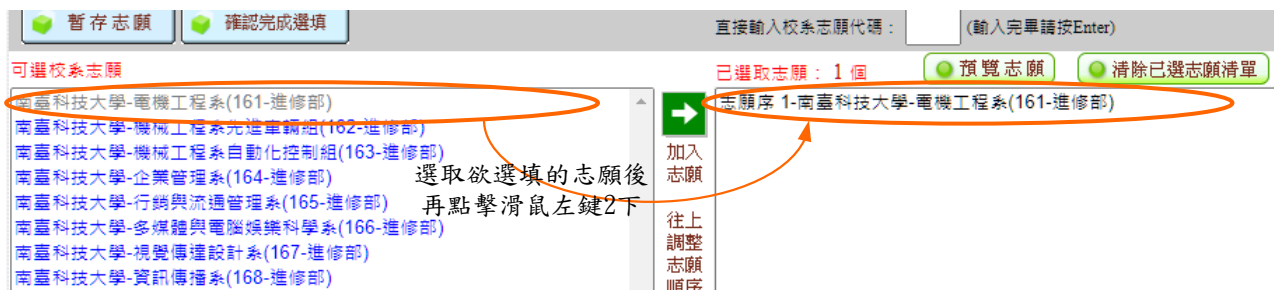 暫存志願 確認完成選填 直接輸入校系志願代碼： (輸入完畢請按Enter)
可選校系志願 已選取志願： 1 個 預覽志願 清除已選志願清單
南臺科技大學-電機工程系(161-進修部) 志願序 1-南臺科技大學-電機工程系(161-進修部)
南臺科技大學-機械工程系先進車輛組(162-進修部)
南臺科技大學-機械工程系自動化控制組(163-進修部)
南臺科技大學-企業管理系(164-進修部)
南臺科技大學-行銷與流通管理系(165-進修部)
南臺科技大學-多媒體與電腦娛樂科學系(166-進修部)
南臺科技大學-視覺傳達設計系(167-進修部)
南臺科技大學-資訊傳播系(168-進修部)
選取欲選填的志願後
再點擊滑鼠左鍵2下
加入
志願
往上
調整
志願
順序